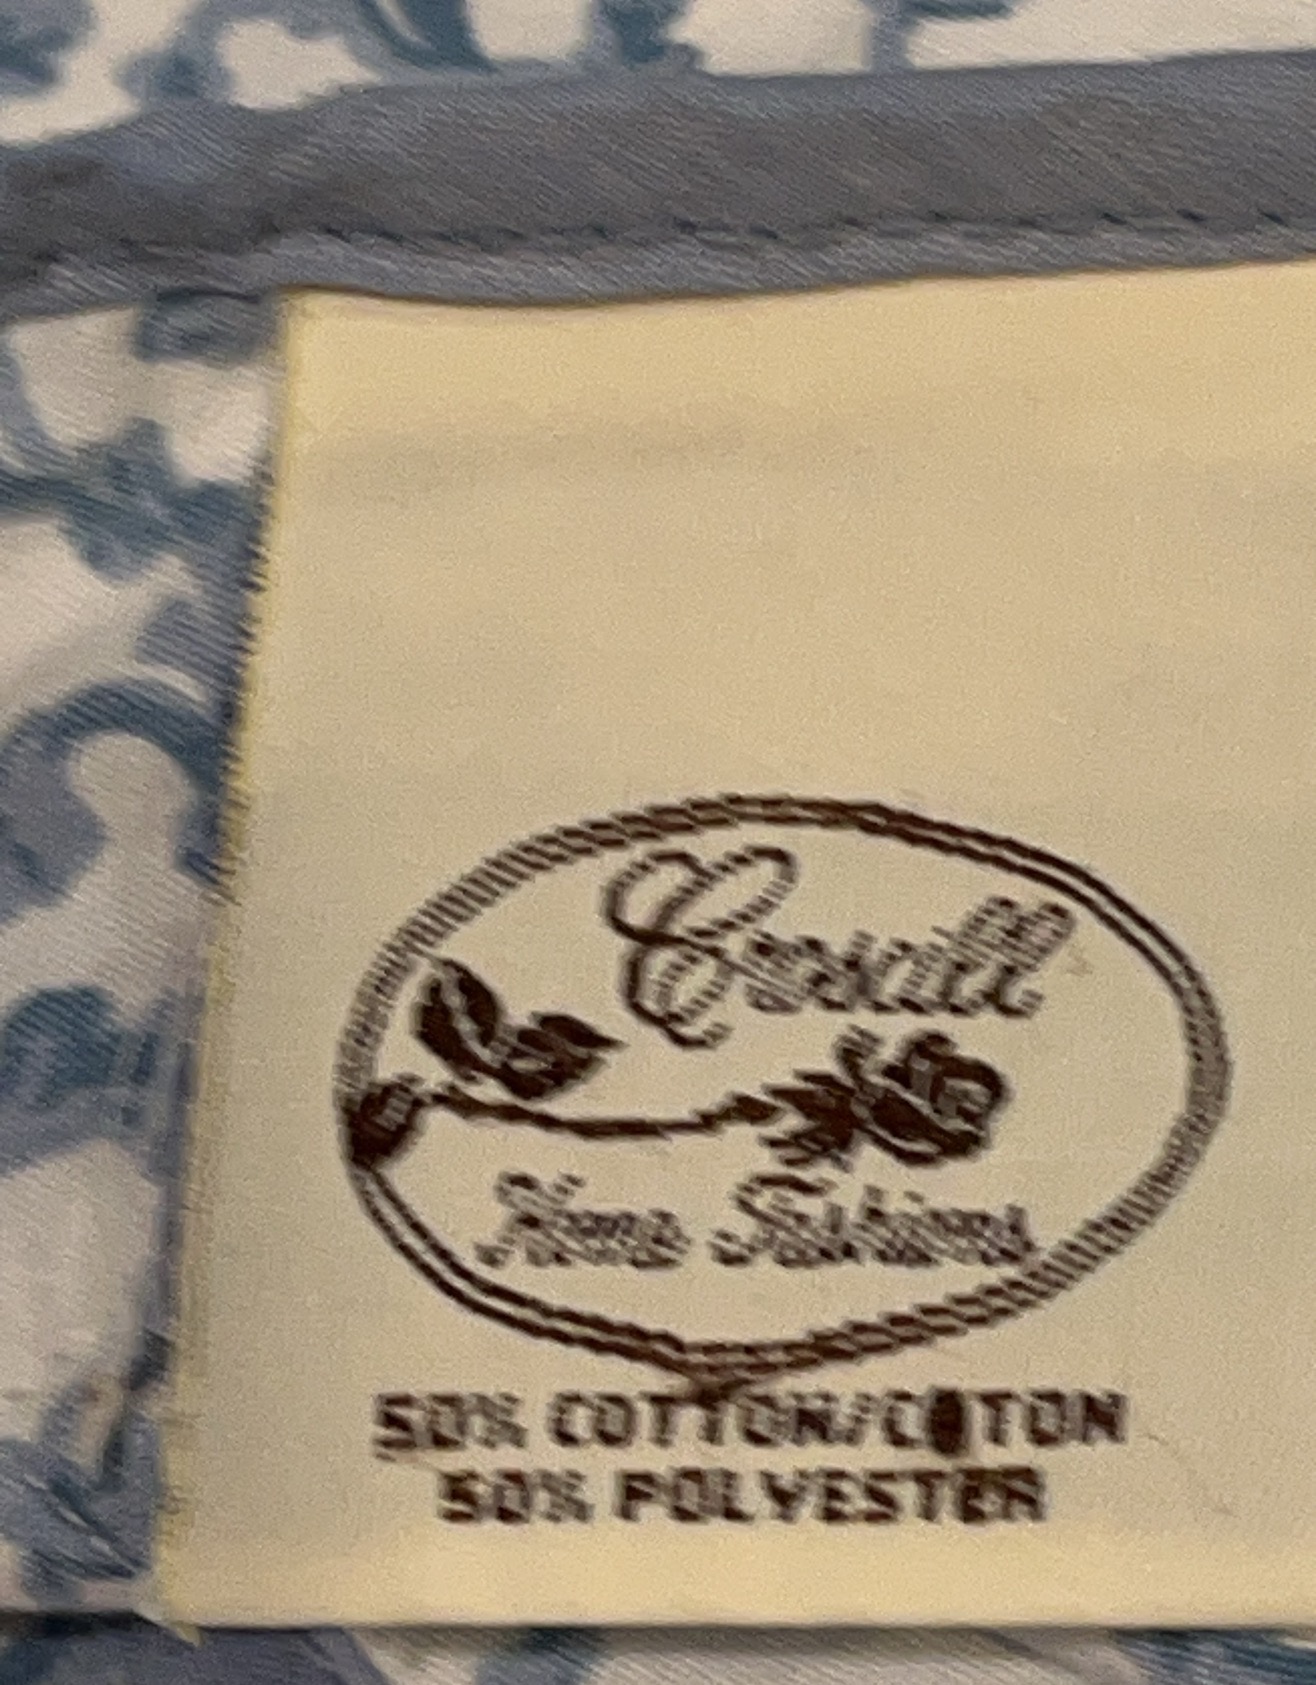 Croscill
Home Fashions
50% COTTON/COTON
50% POLYESTER